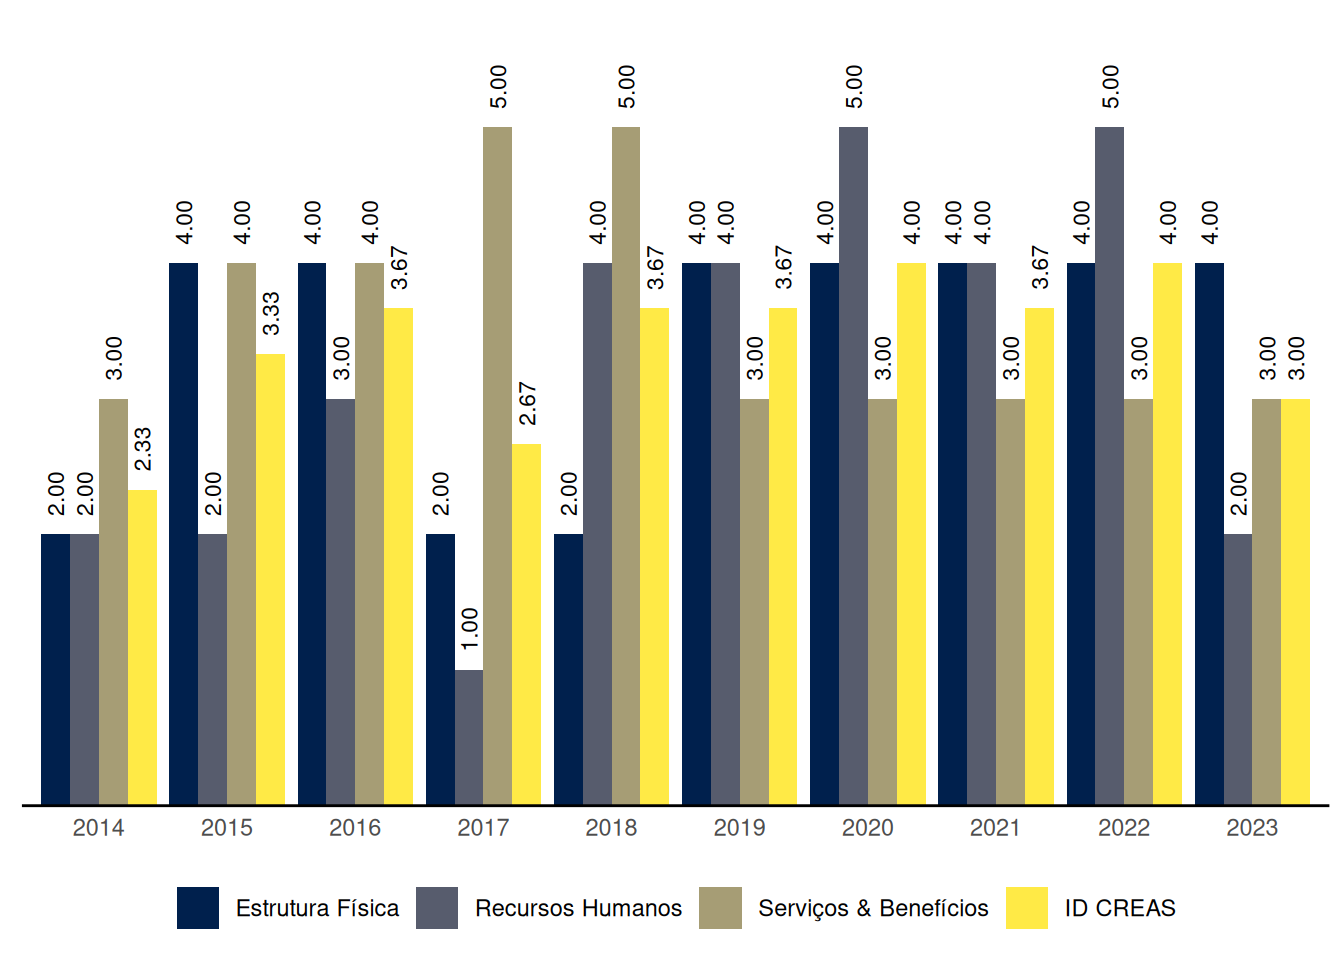 5.00 5.00 5.00 5.00
4.00 4.00 4.00 4.00 4.00 4.00 4.00 4.00 4.00 4.00 4.00 4.00 4.00 4.00
3.67 3.67 3.67 3.67
3.33
3.00 3.00 3.00 3.00 3.00 3.00 3.00 3.00
2.67
2.33
2.00 2.00 2.00 2.00 2.00 2.00
1.00
2014 2015 2016 2017 2018 2019 2020 2021 2022 2023
Estrutura Física Recursos Humanos Serviços & Benefícios ID CREAS